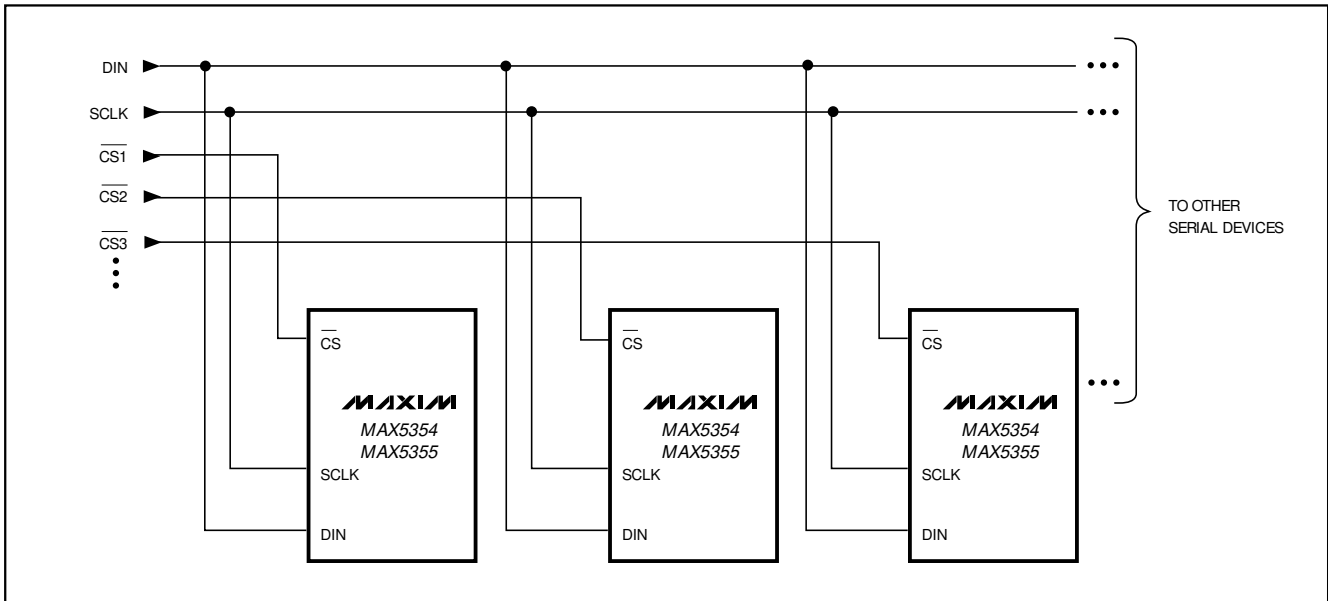 DIN
SCLK
CS1
CS2
CS3
TO OTHER
SERIAL DEVICES
CS
MAXIM
MAX5354
MAX5355
SCLK
DIN
CS
MAXIM
MAX5354
MAX5355
SCLK
DIN
CS
MAXIM
MAX5354
MAX5355
SCLK
DIN